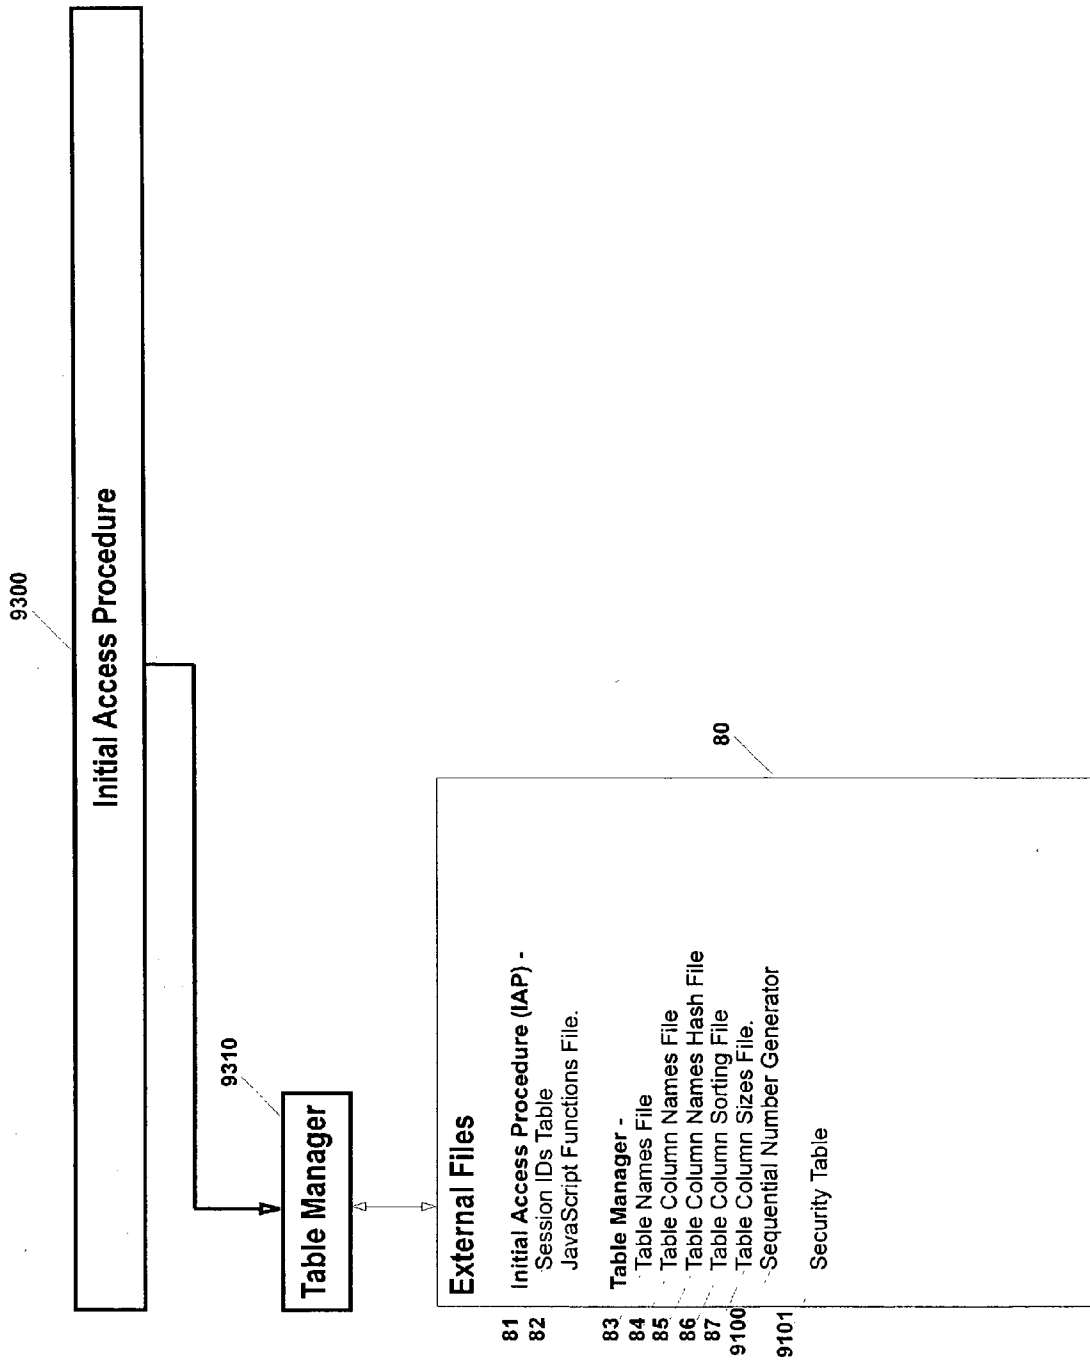 9300
Initial Access Procedure
9310
Table Manager
80
External Files
81 Initial Access Procedure (IAP) -
82 Session IDs Table
JavaScript Functions File.
83 Table Manager -
84 Table Names File
85 Table Column Names File
86 Table Column Names Hash File
87 Table Column Sorting File
9100 Table Column Sizes File.
Sequential Number Generator
9101 Security Table